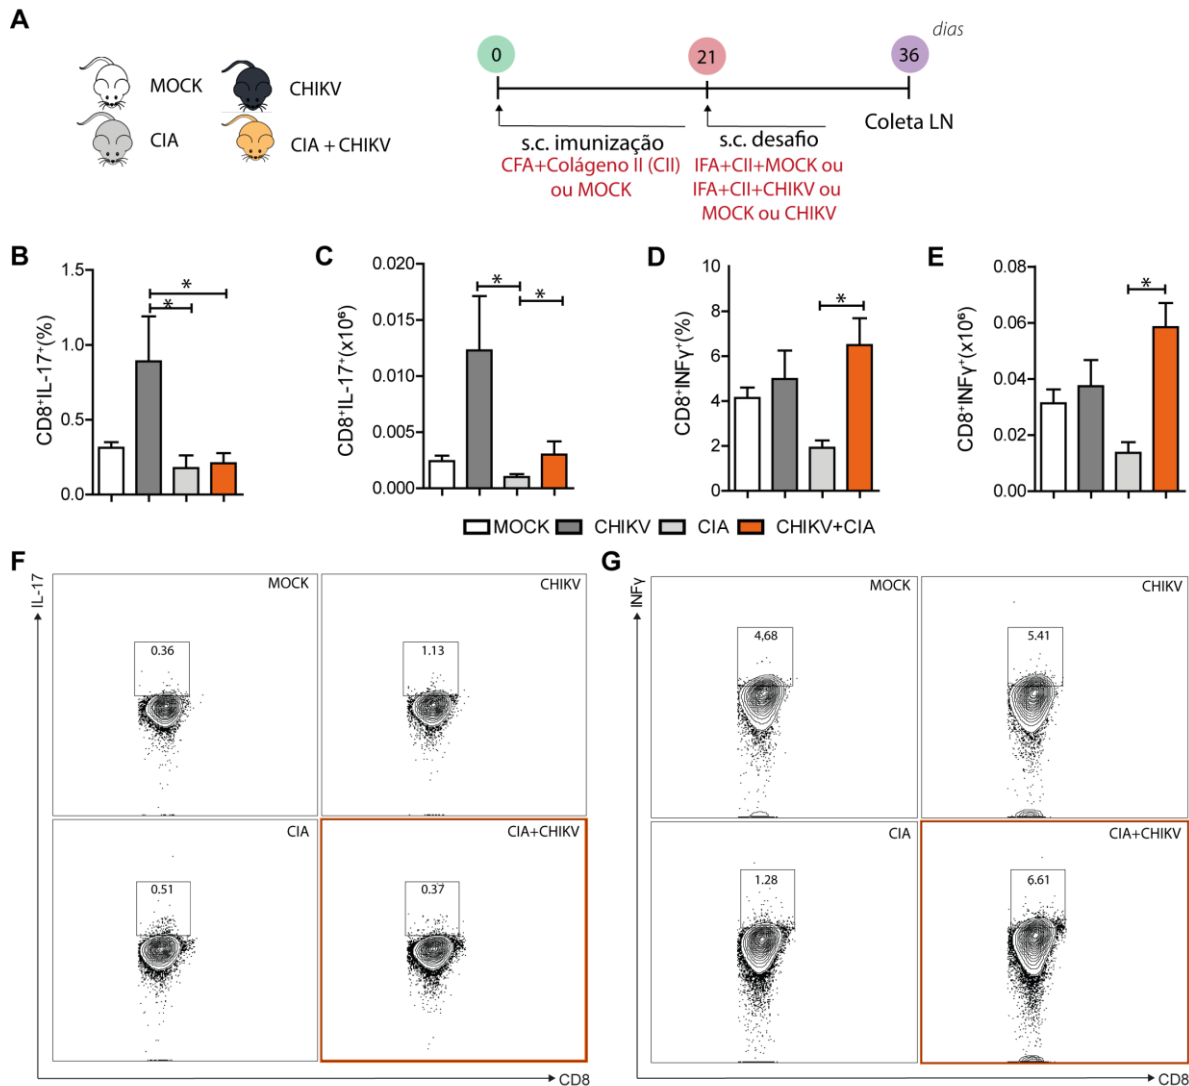 A
MOCK
CHIKV
CIA
CIA + CHIKV
dias
0
21
36
s.c. imunização
CFA+Colágeno II (CII)
ou MOCK
s.c. desafio
IFA+CII+MOCK ou
IFA+CII+CHIKV ou
MOCK ou CHIKV
Coleta LN
B
CD8⁺IL-17⁺(%)
1.5
1.0
0.5
0.0
*
*
C
CD8⁺IL-17⁺(x10⁶)
0.020
0.015
0.010
0.005
0.000
*
*
D
CD8⁺INFγ⁺(%)
10
8
6
4
2
0
*
E
CD8⁺INFγ⁺(x10⁶)
0.08
0.06
0.04
0.02
0.00
*
MOCK CHIKV CIA CHIKV+CIA
F
IL-17
MOCK
0.36
CHIKV
1.13
CIA
0.51
CIA+CHIKV
0.37
CD8
G
INFγ
MOCK
4,68
CHIKV
5.41
CIA
1.28
CIA+CHIKV
6.61
CD8